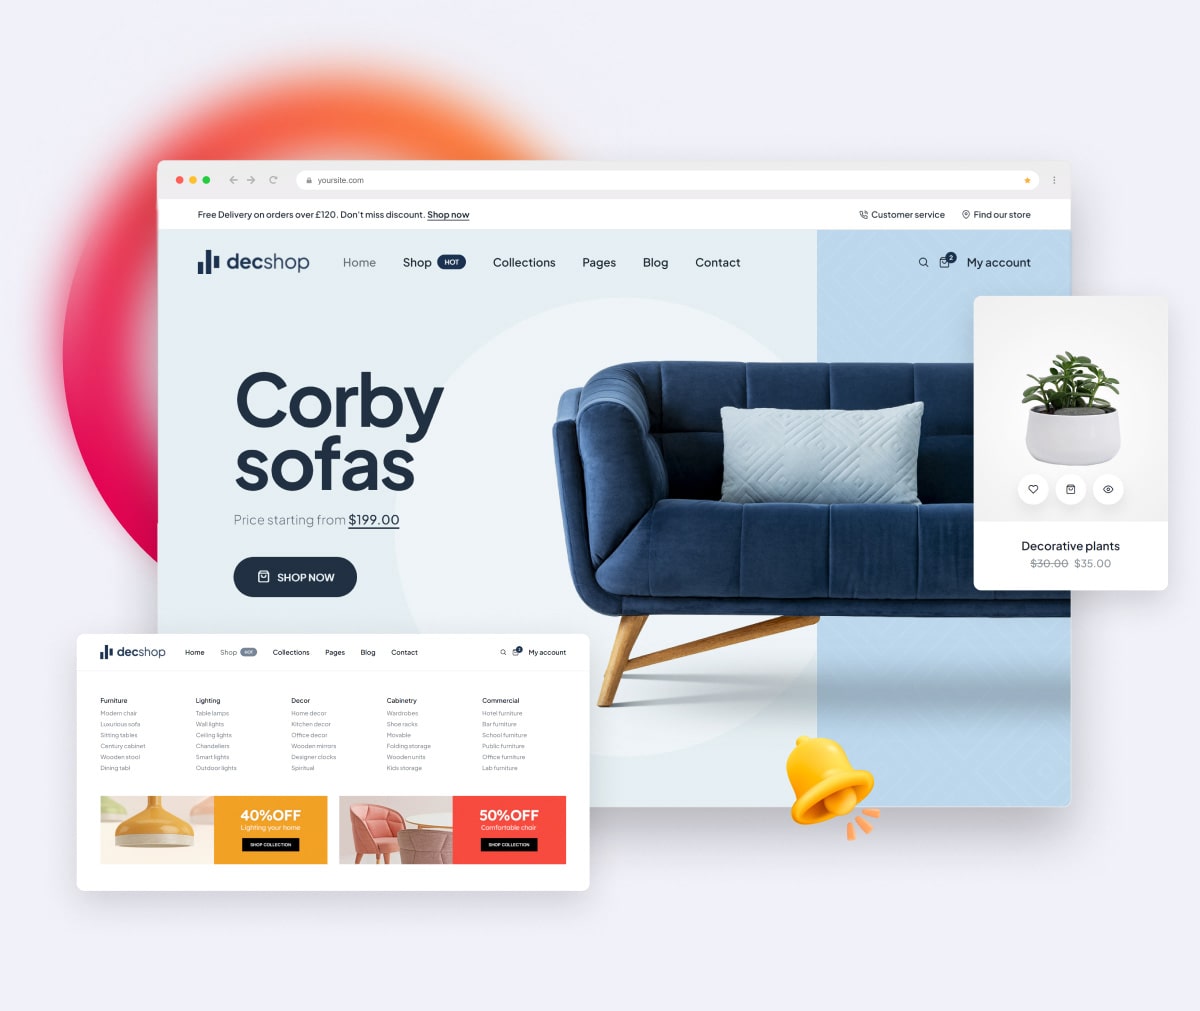 yoursite.com
Free Delivery on orders over £120. Don't miss discount. Shop now
Customer service
Find our store
decshop
Home
Shop HOT
Collections
Pages
Blog
Contact
2
My account
Corby
sofas
Price starting from $199.00
SHOP NOW
Decorative plants
$30.00 $35.00
decshop
Home
Shop HOT
Collections
Pages
Blog
Contact
My account
Furniture
Modern chair
Luxurious sofa
Sitting tables
Century cabinet
Wooden stool
Dining tabl
Lighting
Table lamps
Wall lights
Ceiling lights
Chandeliers
Smart lights
Outdoor lights
Decor
Home decor
Kitchen decor
Office decor
Wooden mirrors
Designer clocks
Spiritual
Cabinetry
Wardrobes
Shoe racks
Movable
Folding storage
Wooden units
Kids storage
Commercial
Hotel furniture
Bar furniture
School furniture
Public furniture
Office furniture
Lab furniture
40%OFF
Lighting your home
SHOP COLLECTION
50%OFF
Comfortable chair
SHOP COLLECTION